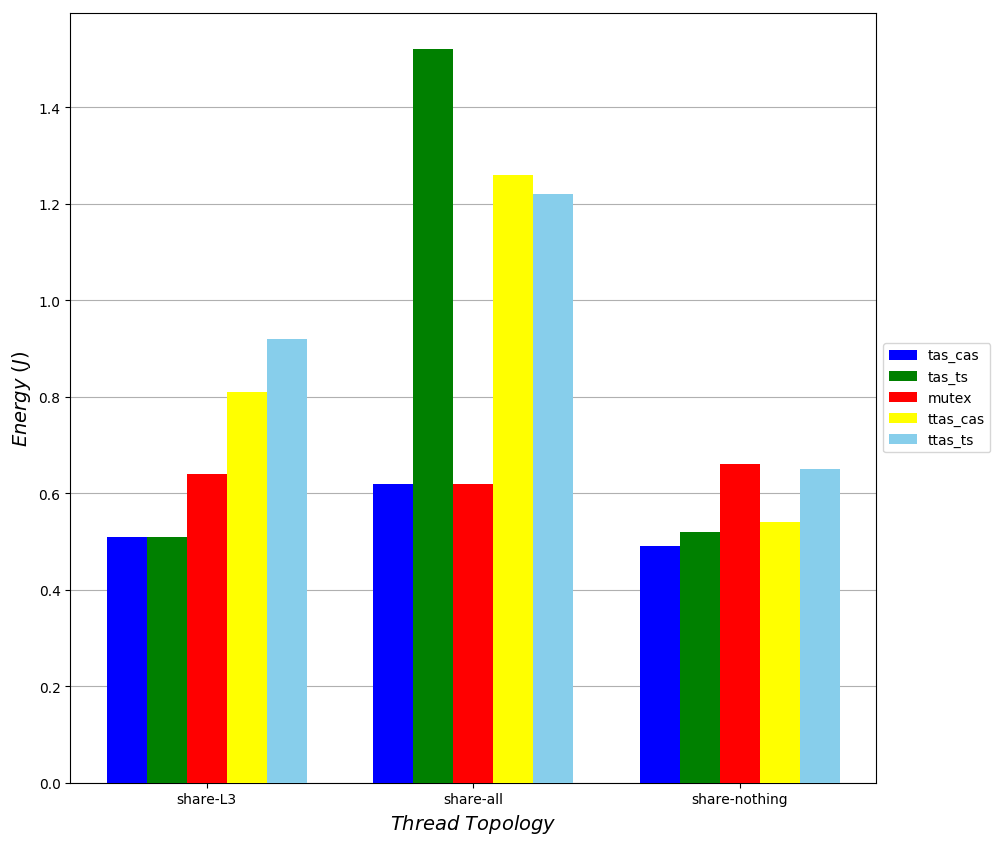 Energy (J)
1.4
1.2
1.0
0.8
0.6
0.4
0.2
0.0
share-L3
share-all
share-nothing
Thread Topology
tas_cas
tas_ts
mutex
ttas_cas
ttas_ts